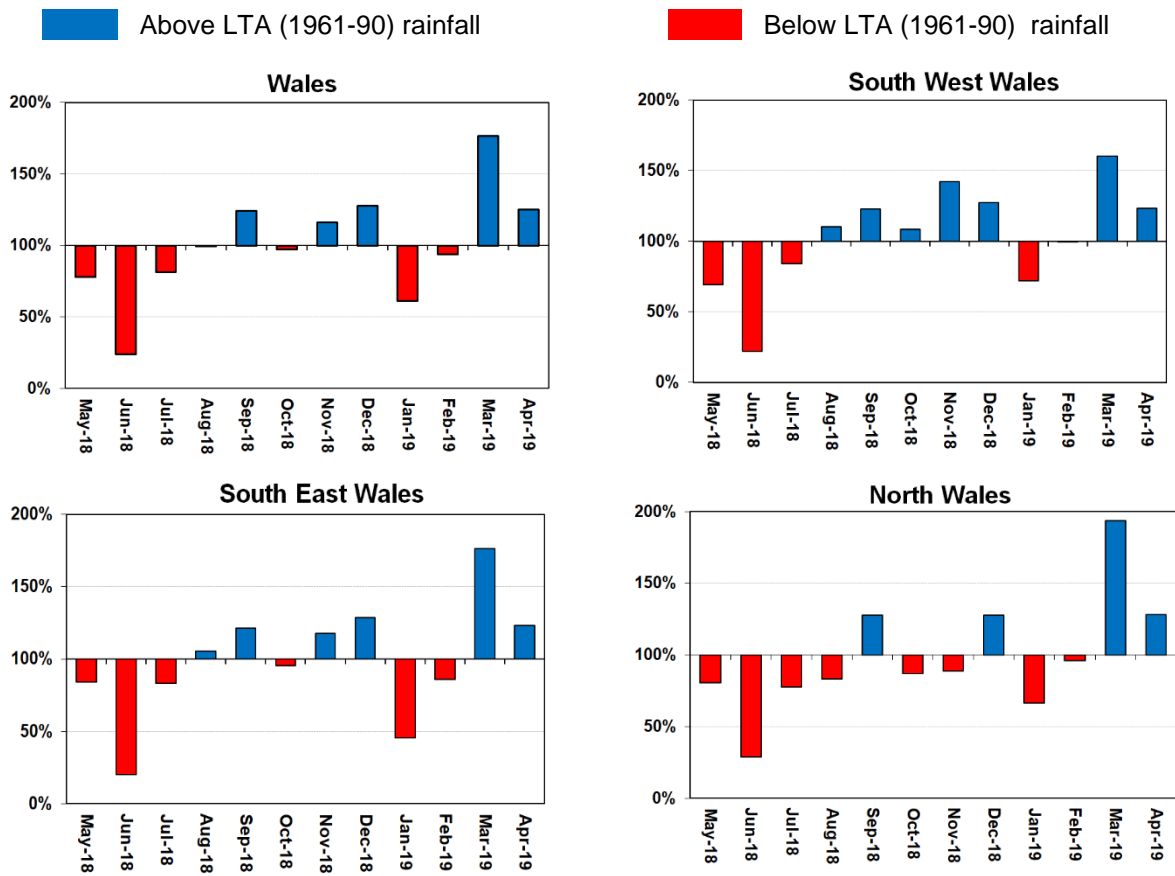 Above LTA (1961-90) rainfall
Below LTA (1961-90) rainfall
Wales
200%
150%
100%
50%
0%
May-18
Jun-18
Jul-18
Aug-18
Sep-18
Oct-18
Nov-18
Dec-18
Jan-19
Feb-19
Mar-19
Apr-19
South West Wales
200%
150%
100%
50%
0%
May-18
Jun-18
Jul-18
Aug-18
Sep-18
Oct-18
Nov-18
Dec-18
Jan-19
Feb-19
Mar-19
Apr-19
South East Wales
200%
150%
100%
50%
0%
May-18
Jun-18
Jul-18
Aug-18
Sep-18
Oct-18
Nov-18
Dec-18
Jan-19
Feb-19
Mar-19
Apr-19
North Wales
200%
150%
100%
50%
0%
May-18
Jun-18
Jul-18
Aug-18
Sep-18
Oct-18
Nov-18
Dec-18
Jan-19
Feb-19
Mar-19
Apr-19